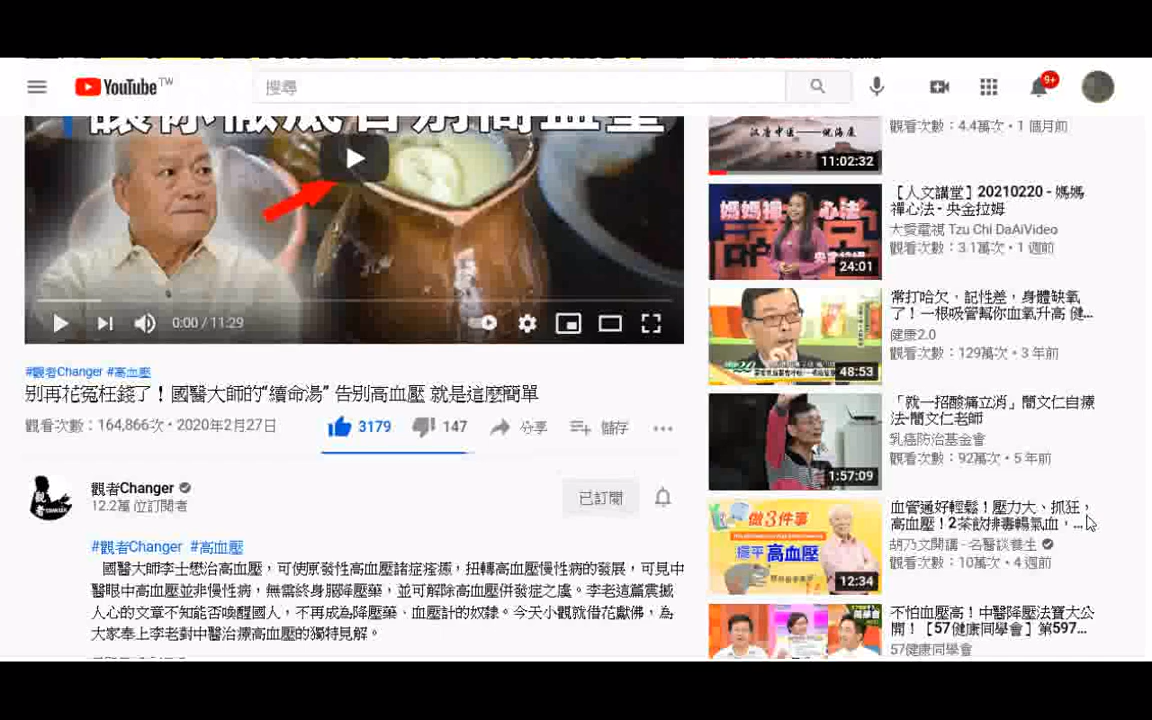 YouTube TW
搜尋
9+
0:00 / 11:29
#觀者Changer #高血壓
別再花冤枉錢了！國醫大師的“續命湯” 告別高血壓 就是這麼簡單
觀看次數：164,866次 • 2020年2月27日
3179
147
分享
儲存
觀者Changer
12.2萬 位訂閱者
已訂閱
#觀者Changer #高血壓
國醫大師李士懋治高血壓，可使原發性高血壓諸症痊癒，扭轉高血壓慢性病的發展，可見中
醫眼中高血壓並非慢性病，無需終身服降壓藥，並可解除高血壓併發症之虞。李老這篇震撼
人心的文章不知能否喚醒國人，不再成為降壓藥、血壓計的奴隸。今天小觀就借花獻佛，為
大家奉上李老對中醫治療高血壓的獨特見解。
11:02:32
觀看次數：4.4萬次 • 1 個月前
媽媽禪心法
24:01
【人文講堂】20210220 - 媽媽
禪心法 - 央金拉姆
大愛電視 Tzu Chi DaAiVideo
觀看次數：3.1萬次 • 1 週前
48:53
常打哈欠，記性差，身體缺氧
了！一根吸管幫你血氧升高 健...
健康2.0
觀看次數：129萬次 • 3 年前
1:57:09
「就一招酸痛立消」簡文仁自療
法-簡文仁老師
乳癌防治基金會
觀看次數：92萬次 • 5 年前
做3件事
擺平高血壓
12:34
血管通好輕鬆！壓力大、抓狂，
高血壓！2茶飲排毒暢氣血，...
胡乃文開講 - 名醫談養生
觀看次數：10萬次 • 4 週前
不怕血壓高！中醫降壓法寶大公
開！【57健康同學會】第597...
57健康同學會